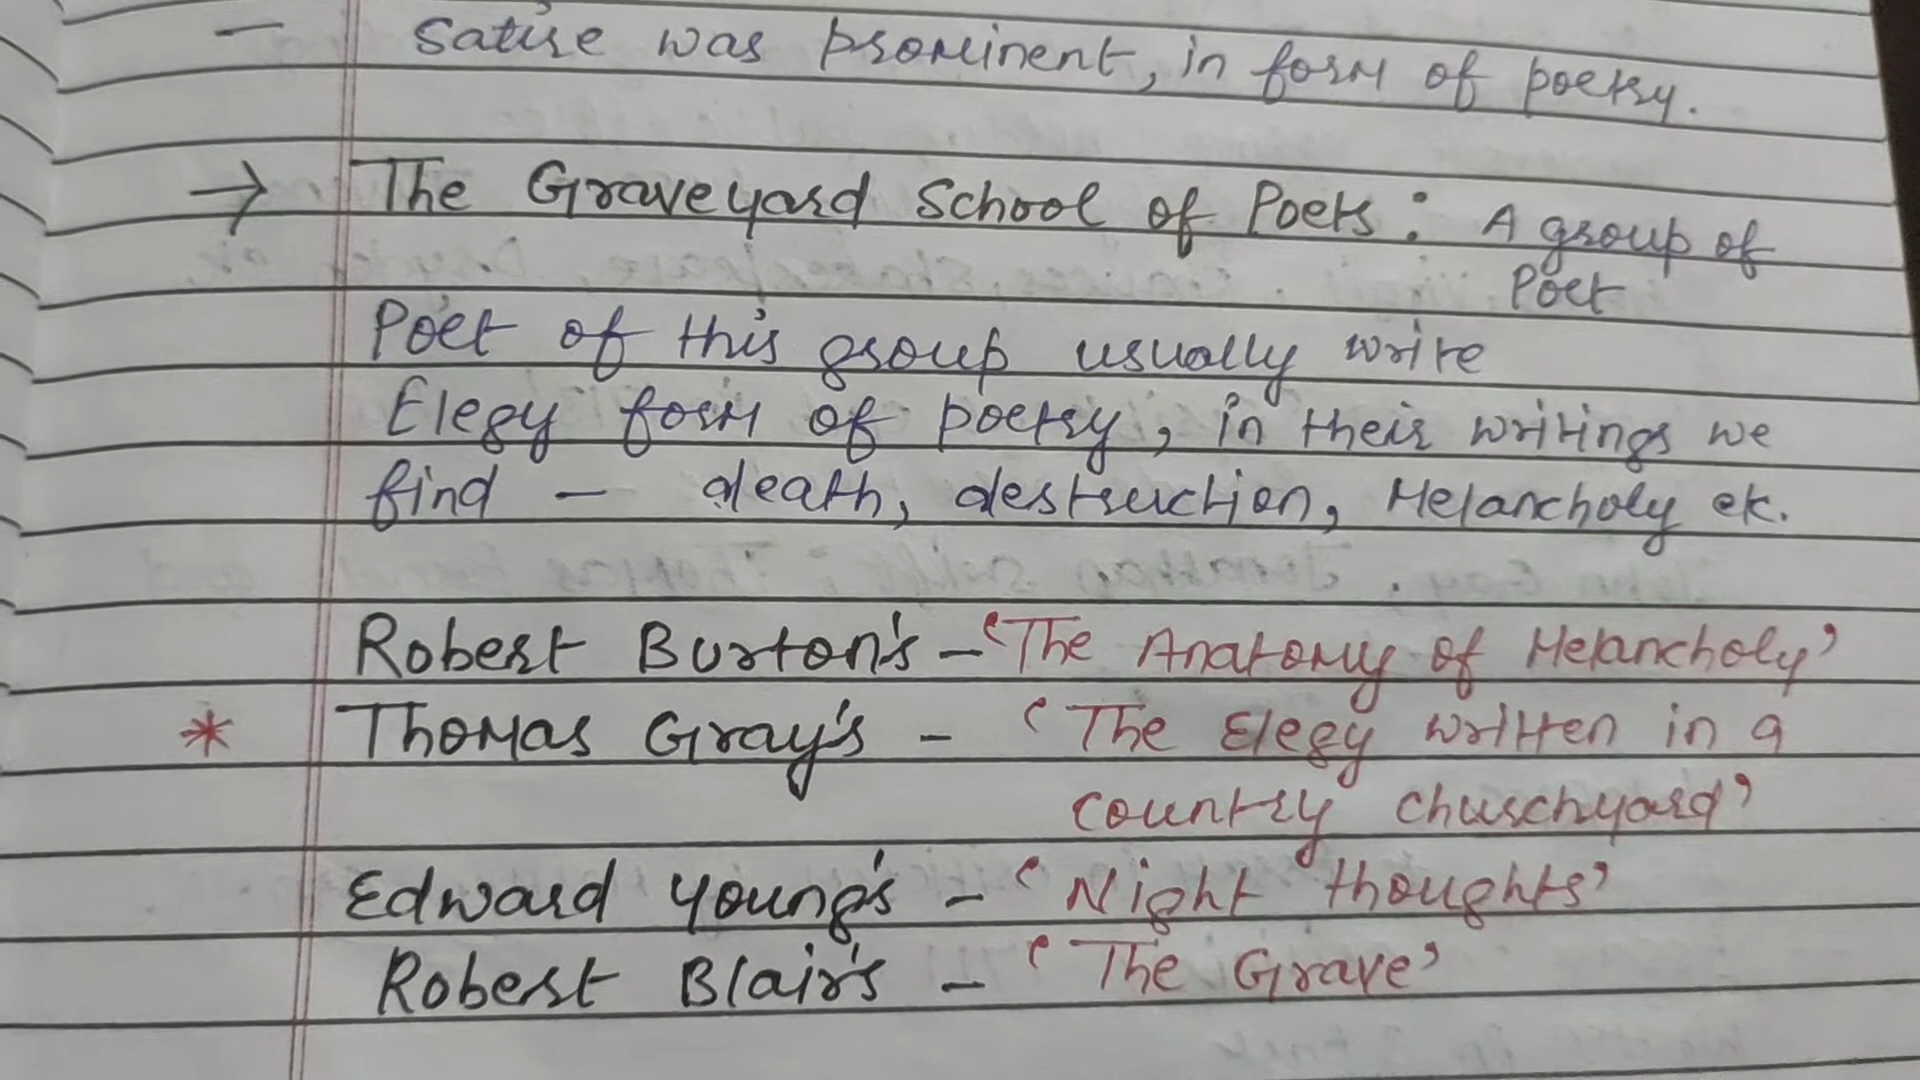 – Satire was prominent, in form of poetry.
→ The Graveyard School of Poets : A group of
Poet
Poet of this group usually write
Elegy form of poetry, in their writings we
find – death, destruction, Melancholy etc.
Robert Burton's – 'The Anatomy of Melancholy'
* Thomas Gray's – 'The Elegy written in a
country churchyard'
Edward Young's – 'Night thoughts'
Robert Blair's – 'The Grave'